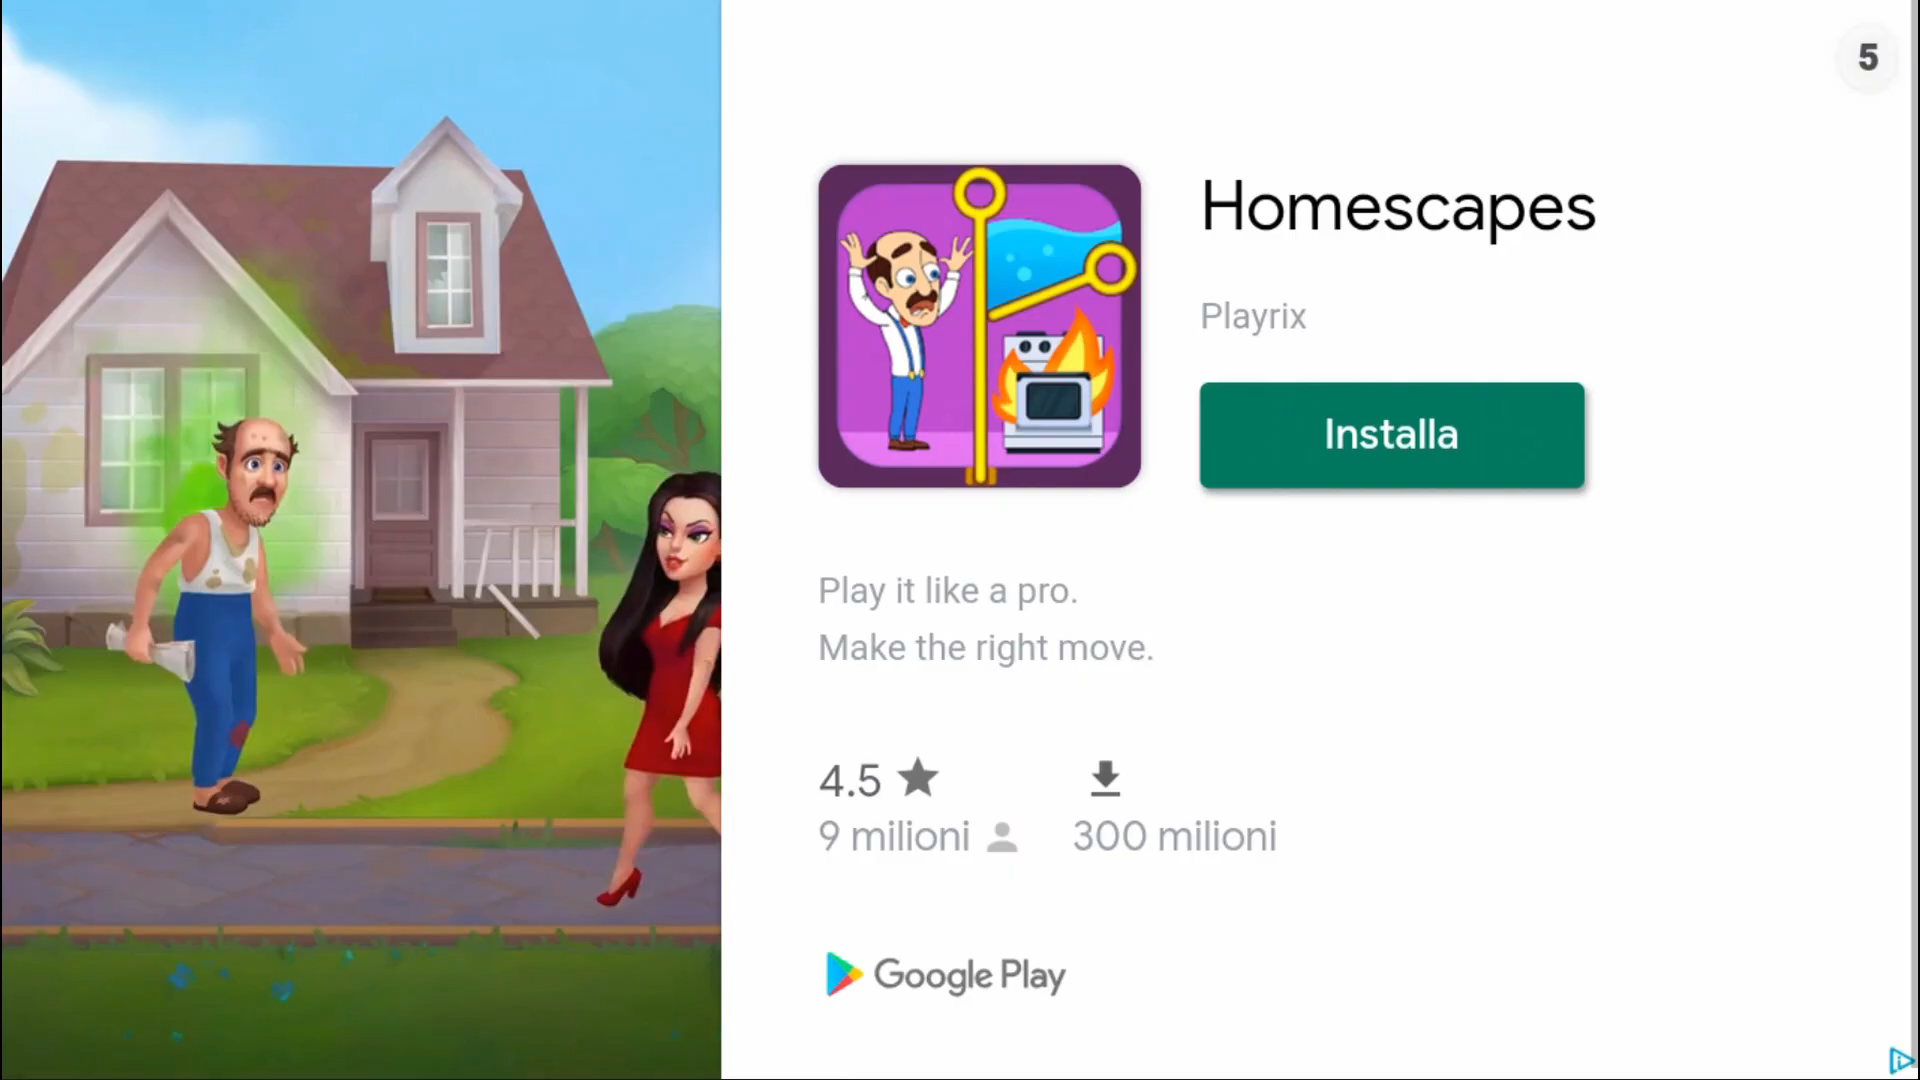 5
Homescapes
Playrix
Installa
Play it like a pro.
Make the right move.
4.5
9 milioni
300 milioni
Google Play